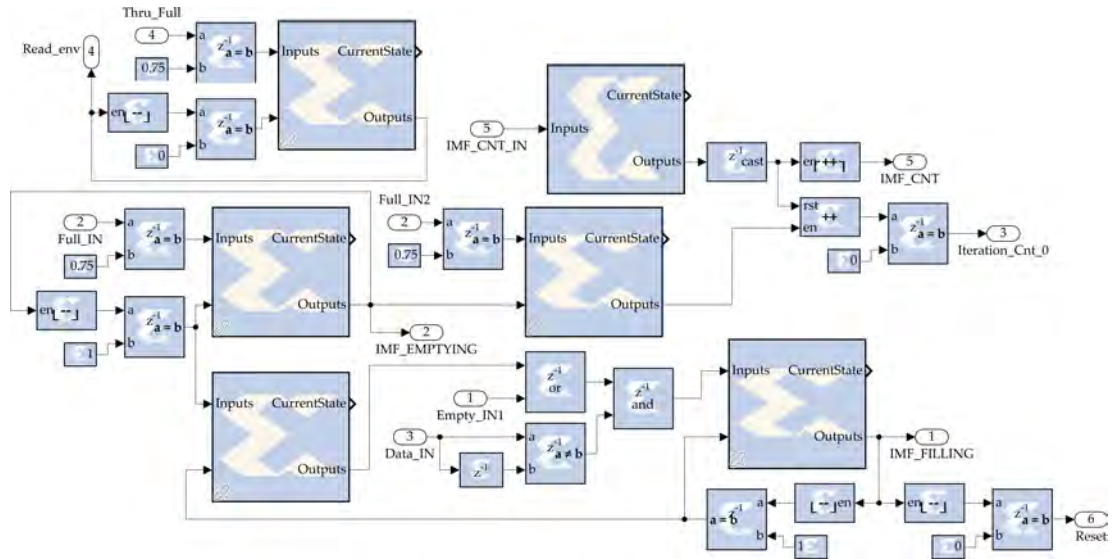 Thru_Full
4
Read_env
4
a
b
z⁻¹
a = b
0.75
Inputs
CurrentState
Outputs
en
--
a
b
z⁻¹
a = b
0
5
IMF_CNT_IN
Inputs
CurrentState
Outputs
z⁻¹
cast
en
++
5
IMF_CNT
rst
en
++
a
b
z⁻¹
a = b
0
3
Iteration_Cnt_0
2
Full_IN
a
b
z⁻¹
a = b
0.75
Inputs
CurrentState
Outputs
Full_IN2
2
a
b
z⁻¹
a = b
0.75
Inputs
CurrentState
Outputs
en
--
a
b
z⁻¹
a = b
1
2
IMF_EMPTYING
Inputs
CurrentState
Outputs
z⁻¹
or
1
Empty_IN1
z⁻¹
and
3
Data_IN
a
b
z⁻¹
a ≠ b
z⁻¹
Inputs
CurrentState
Outputs
1
IMF_FILLING
a = b
a
b
--
en
1
en
--
a
b
z⁻¹
a = b
0
6
Reset